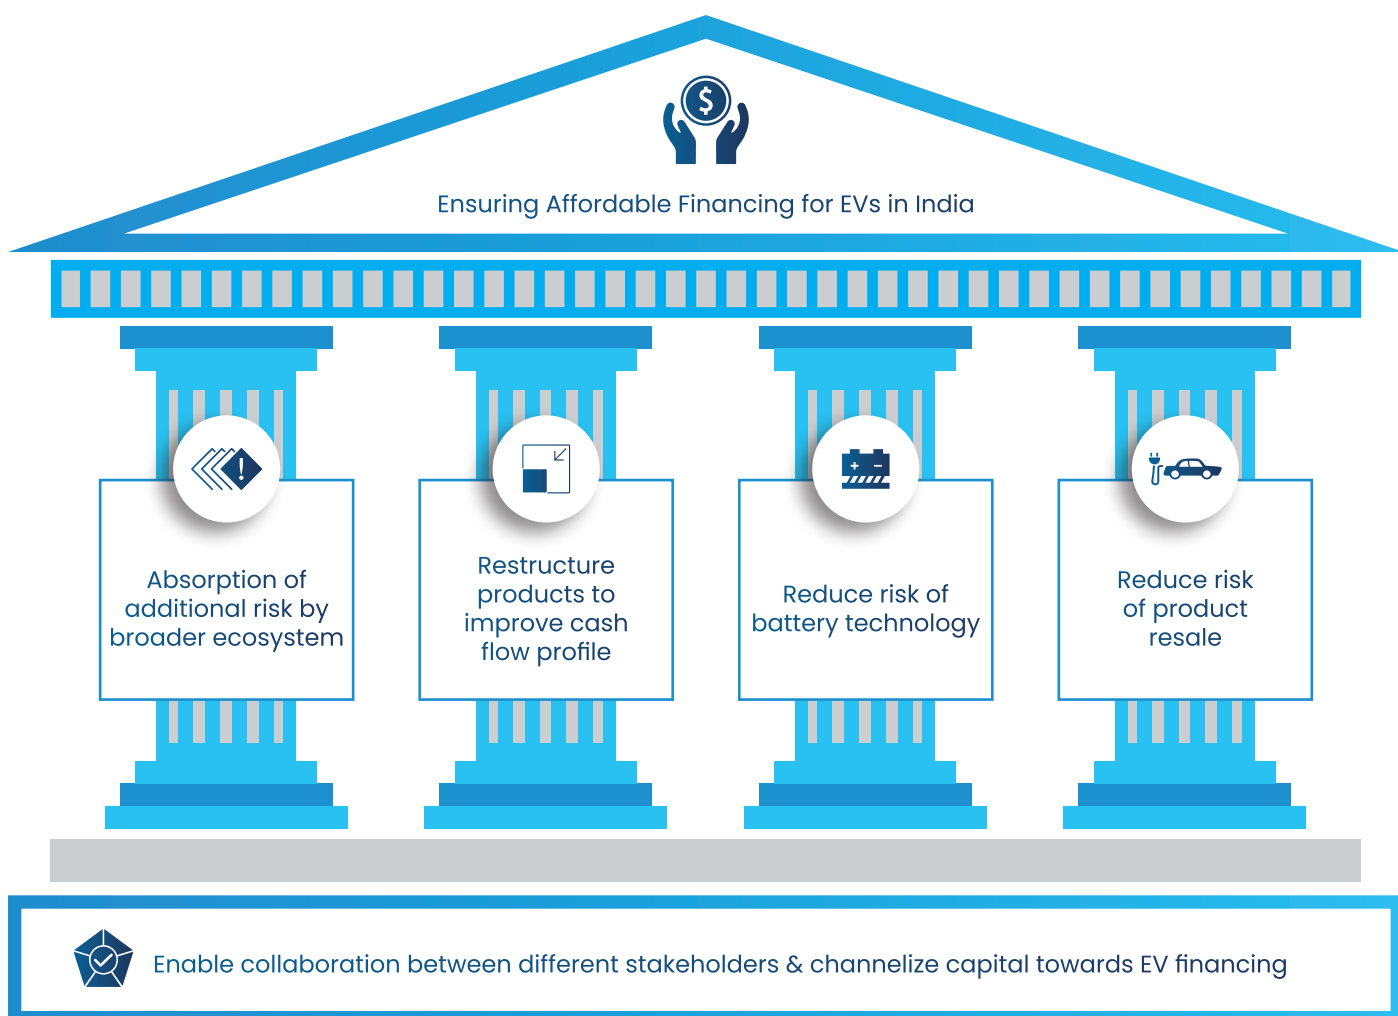 $
Ensuring Affordable Financing for EVs in India
Absorption of
additional risk by
broader ecosystem
Restructure
products to
improve cash
flow profile
Reduce risk of
battery technology
Reduce risk
of product
resale
Enable collaboration between different stakeholders & channelize capital towards EV financing